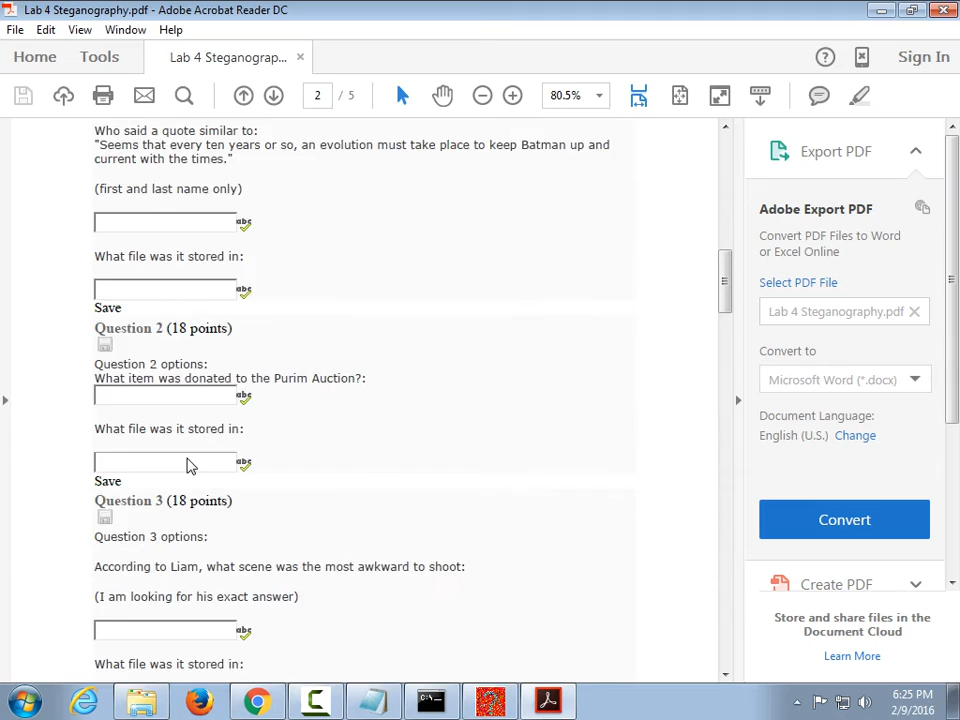 Lab 4 Steganography.pdf - Adobe Acrobat Reader DC
File Edit View Window Help
Home Tools Lab 4 Steganograp... × Sign In
2 / 5 80.5%
Who said a quote similar to:
"Seems that every ten years or so, an evolution must take place to keep Batman up and
current with the times."
(first and last name only)
abc
What file was it stored in:
abc
Save
Question 2 (18 points)
Question 2 options:
What item was donated to the Purim Auction?:
abc
What file was it stored in:
abc
Save
Question 3 (18 points)
Question 3 options:
According to Liam, what scene was the most awkward to shoot:
(I am looking for his exact answer)
abc
What file was it stored in:
Export PDF
Adobe Export PDF
Convert PDF Files to Word
or Excel Online
Select PDF File
Lab 4 Steganography.pdf ×
Convert to
Microsoft Word (*.docx)
Document Language:
English (U.S.) Change
Convert
Create PDF
Store and share files in the
Document Cloud
Learn More
6:25 PM
2/9/2016